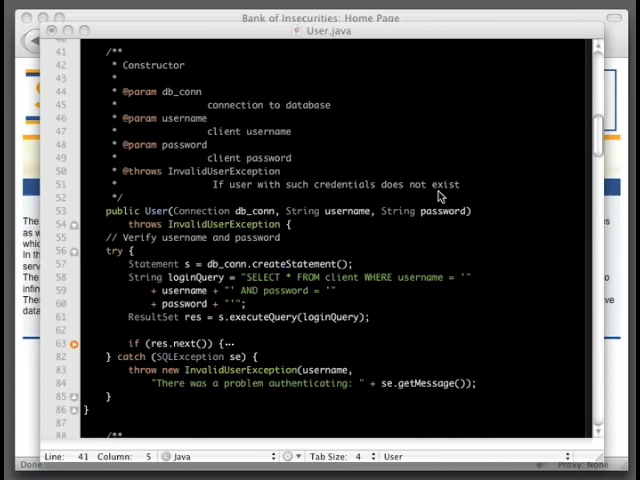 Bank of Insecurities: Home Page
User.java
41 /**
42 * Constructor
43 *
44 * @param db_conn
45 * connection to database
46 * @param username
47 * client username
48 * @param password
49 * client password
50 * @throws InvalidUserException
51 * If user with such credentials does not exist
52 */
53 public User(Connection db_conn, String username, String password)
54 throws InvalidUserException {
55 // Verify username and password
56 try {
57 Statement s = db_conn.createStatement();
58 String loginQuery = "SELECT * FROM client WHERE username = '"
59 + username + "' AND password = '"
60 + password + "'";
61 ResultSet res = s.executeQuery(loginQuery);
62
63 if (res.next()) {…
82 } catch (SQLException se) {
83 throw new InvalidUserException(username,
84 "There was a problem authenticating: " + se.getMessage());
85 }
86 }
87
88 /**
Line: 41 Column: 5 Java Tab Size: 4 User
Done Proxy: None